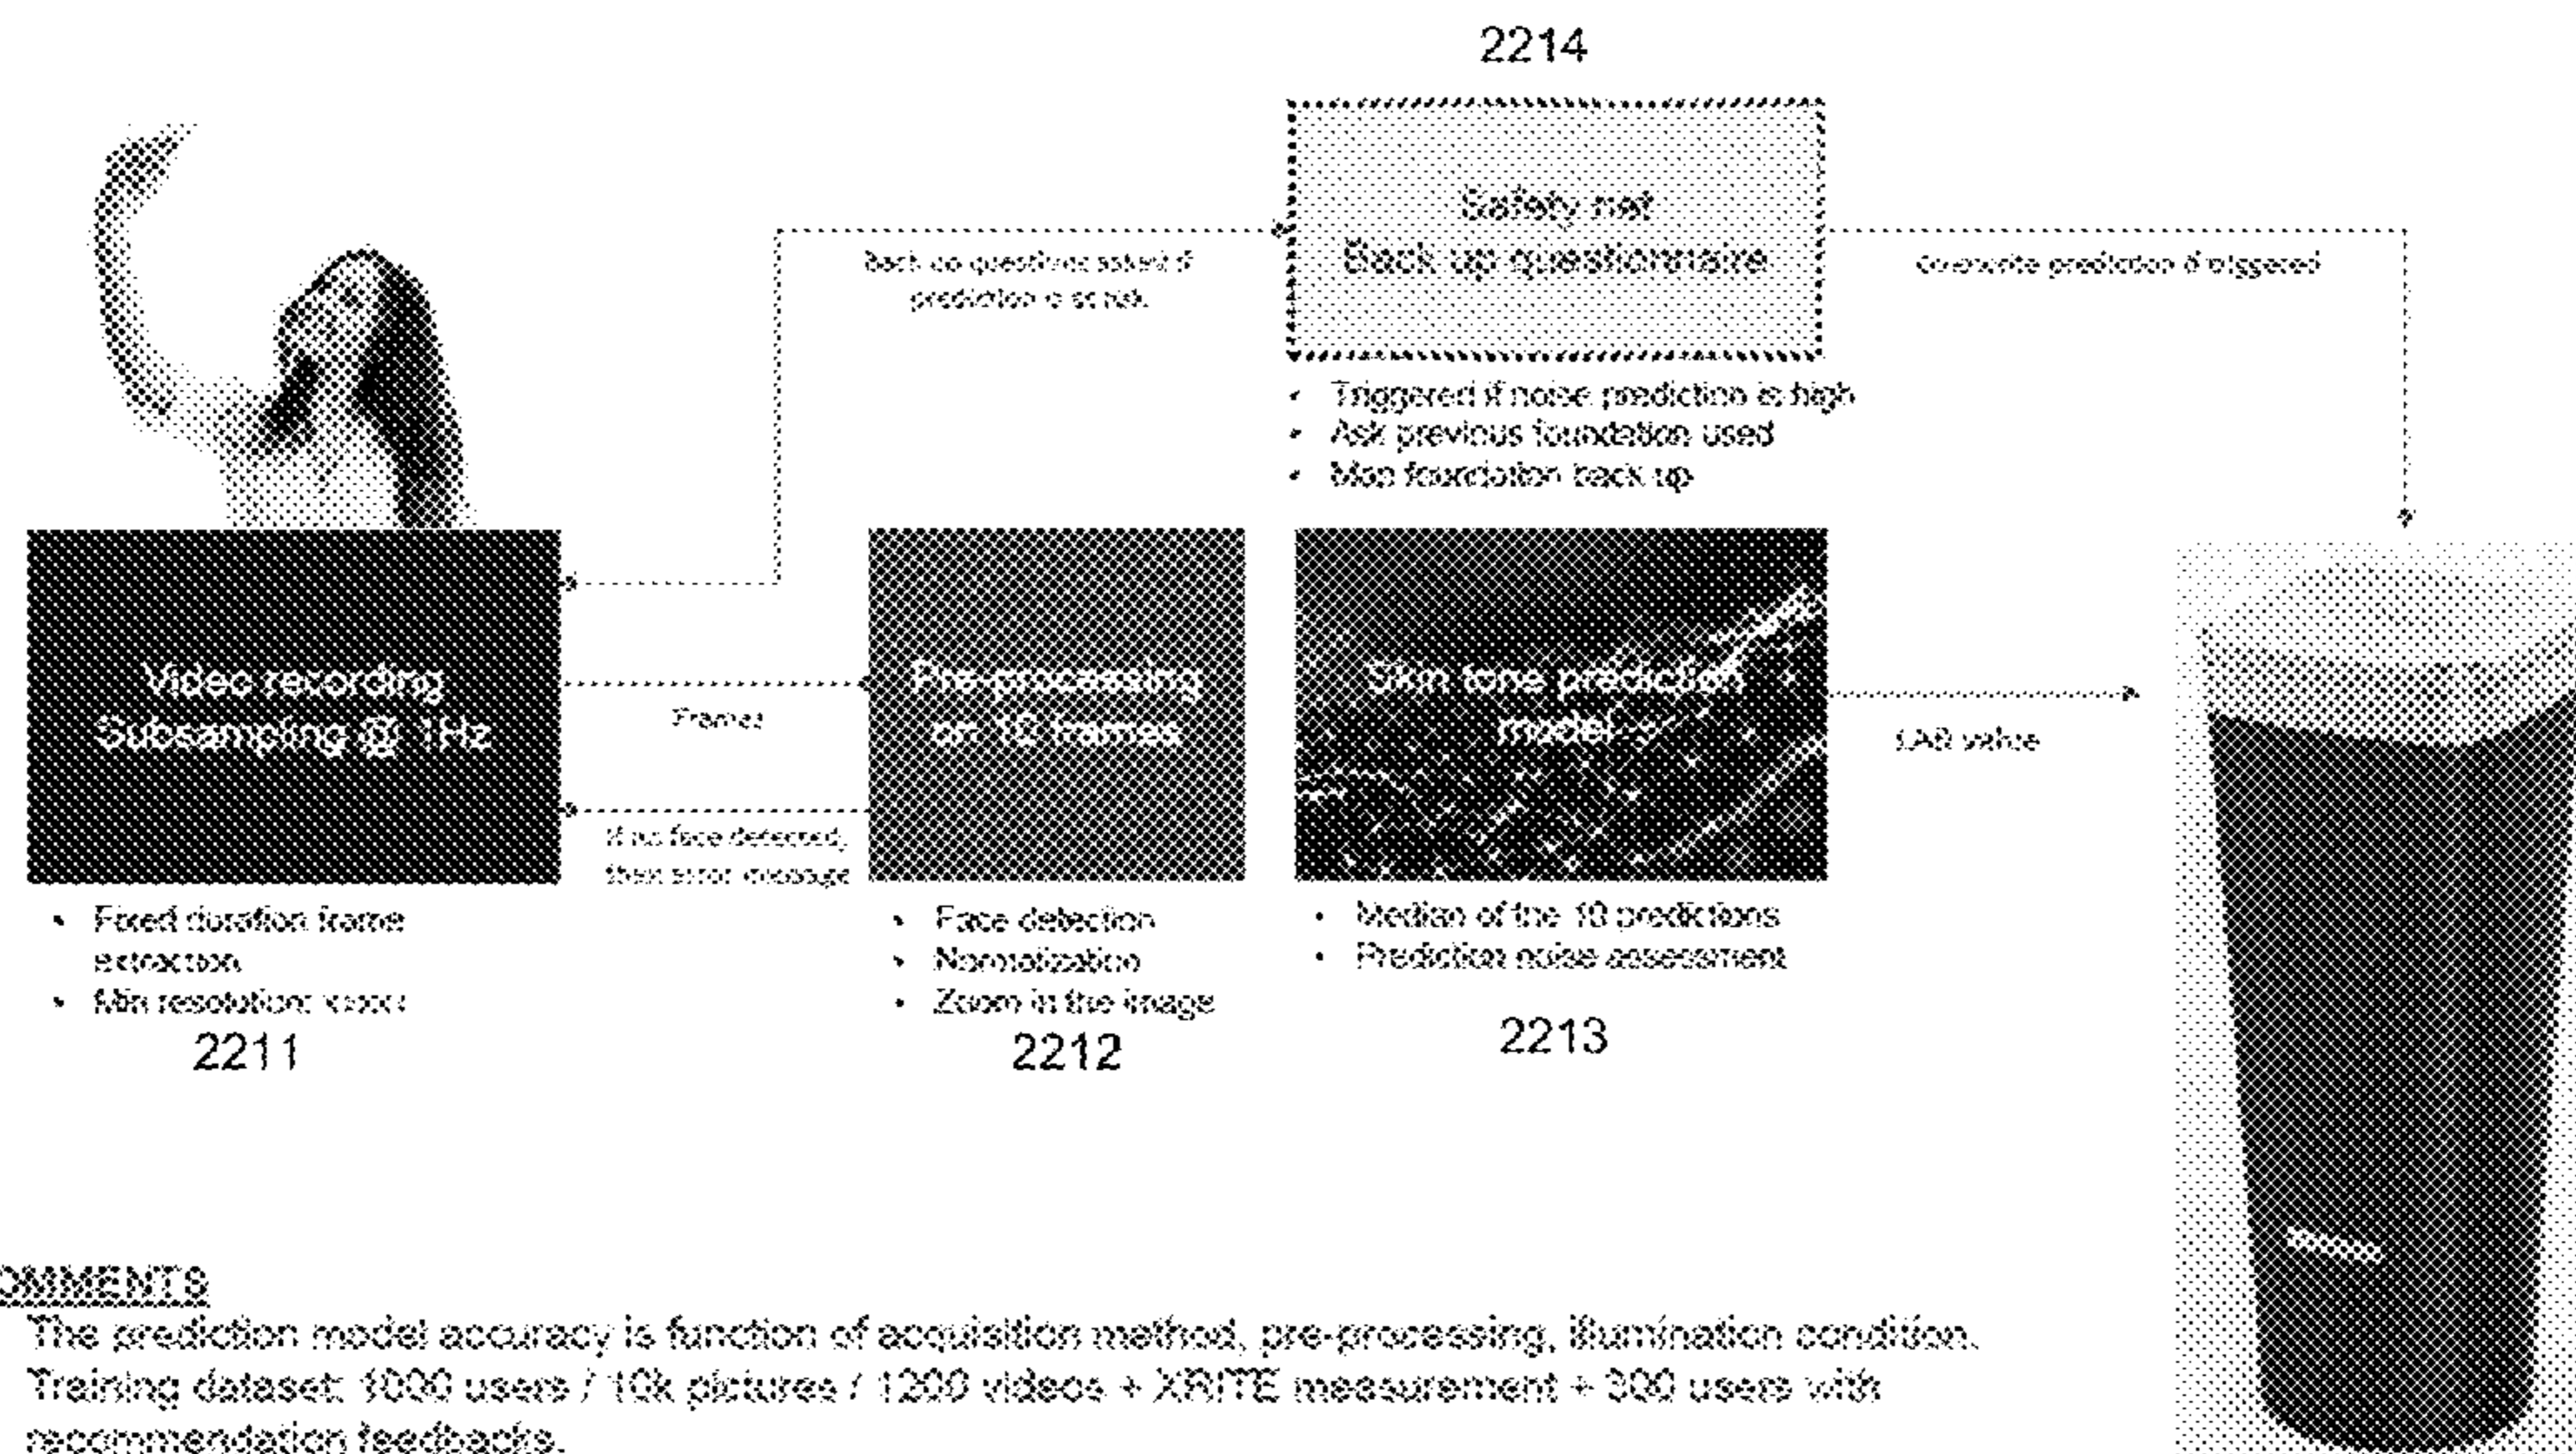 2214
Safety net
Back up questionnaire
Back up questions asked if
prediction is at risk
Overwrite prediction if triggered
Triggered if noise prediction is high
Ask previous foundation used
Map foundation back up
Video recording
Subsampling @ 1Hz
Frames
If no face detected,
then error message
Pre-processing
on 10 frames
Skin tone prediction
model
LAB value
Fixed duration frame
extraction
Min resolution:
2211
Face detection
Normalization
Zoom in the image
2212
Median of the 10 predictions
Prediction noise assessment
2213
OMMENTS
The prediction model accuracy is function of acquisition method, pre-processing, illumination condition.
Training dataset: 1000 users / 10k pictures / 1200 videos + XRITE measurement + 300 users with
recommendation feedbacks.